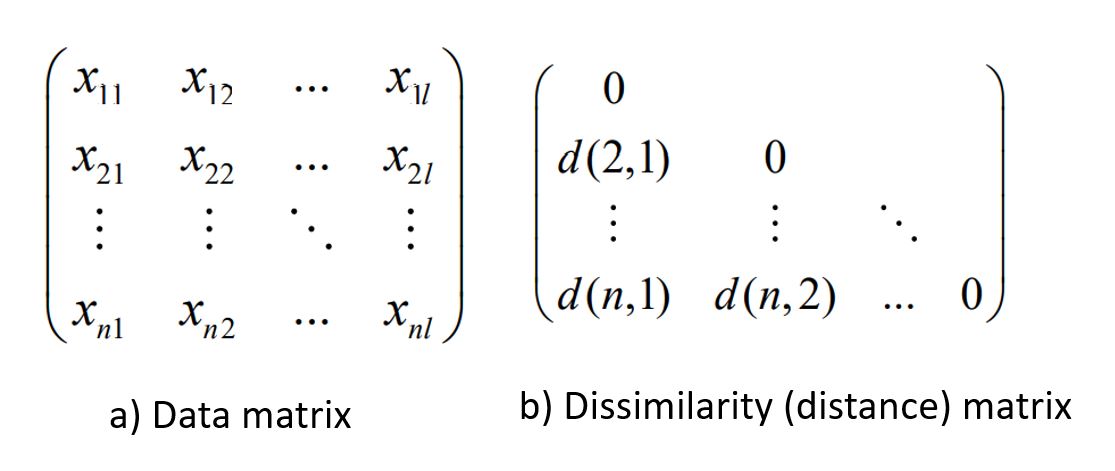 x11 x12 ... x1l
x21 x22 ... x2l
⋮ ⋮ ⋱ ⋮
xn1 xn2 ... xnl
a) Data matrix
0
d(2,1) 0
⋮ ⋮ ⋱
d(n,1) d(n,2) ... 0
b) Dissimilarity (distance) matrix